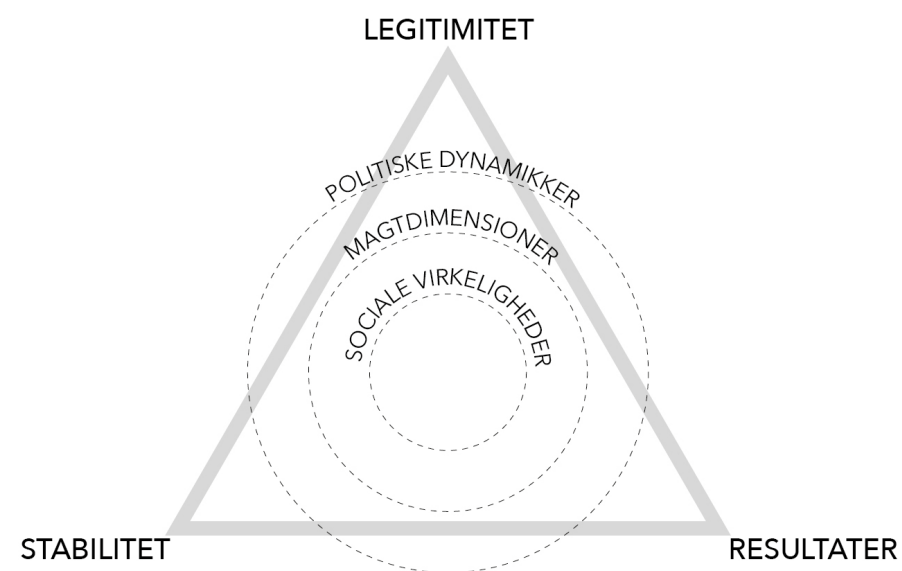 LEGITIMITET
POLITISKE DYNAMIKKER
MAGTDIMENSIONER
SOCIALE VIRKELIGHEDER
STABILITET
RESULTATER